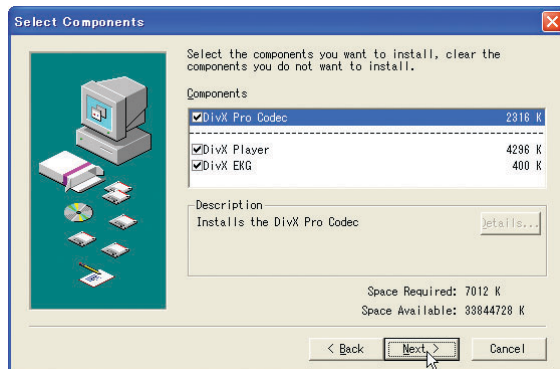 Select Components
Select the components you want to install, clear the
components you do not want to install.
Components
DivX Pro Codec 2316 K
DivX Player 4296 K
DivX EKG 400 K
Description
Installs the DivX Pro Codec
Details...
Space Required: 7012 K
Space Available: 33844728 K
< Back
Next >
Cancel